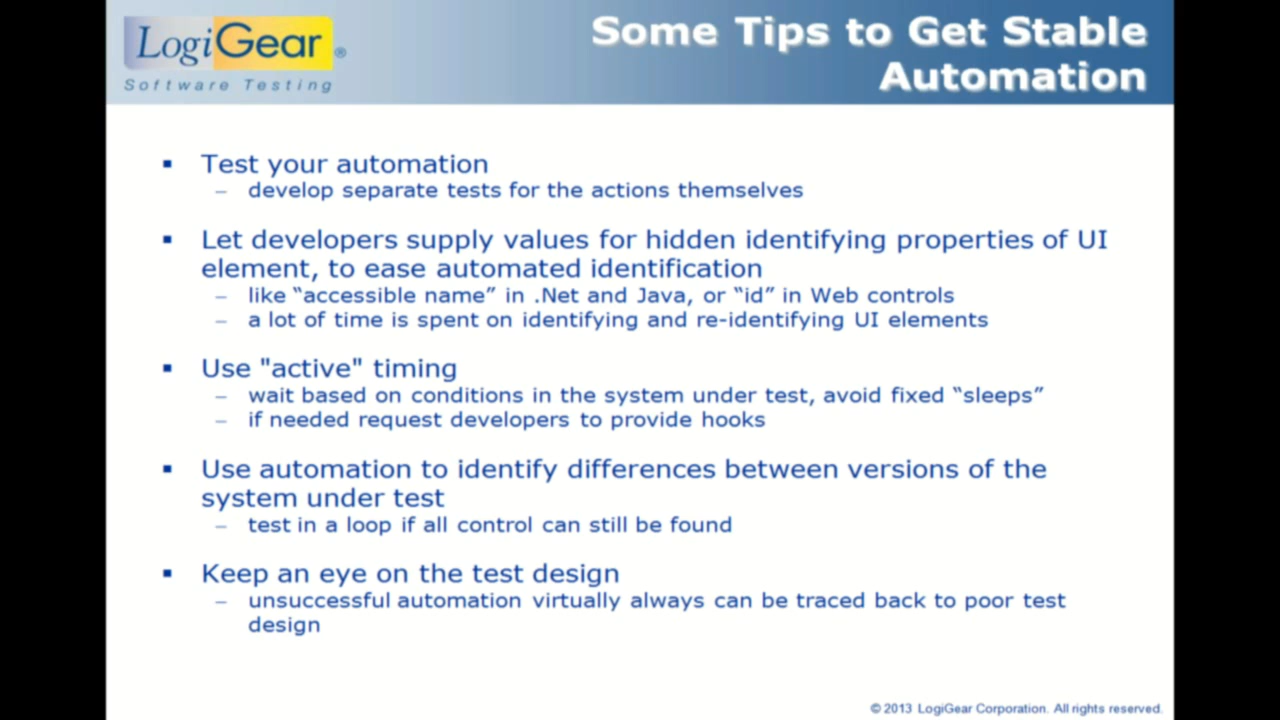 LogiGear®
Software Testing
Some Tips to Get Stable
Automation
▪ Test your automation
– develop separate tests for the actions themselves
▪ Let developers supply values for hidden identifying properties of UI
element, to ease automated identification
– like “accessible name” in .Net and Java, or “id” in Web controls
– a lot of time is spent on identifying and re-identifying UI elements
▪ Use "active" timing
– wait based on conditions in the system under test, avoid fixed “sleeps”
– if needed request developers to provide hooks
▪ Use automation to identify differences between versions of the
system under test
– test in a loop if all control can still be found
▪ Keep an eye on the test design
– unsuccessful automation virtually always can be traced back to poor test
design
© 2013 LogiGear Corporation. All rights reserved.